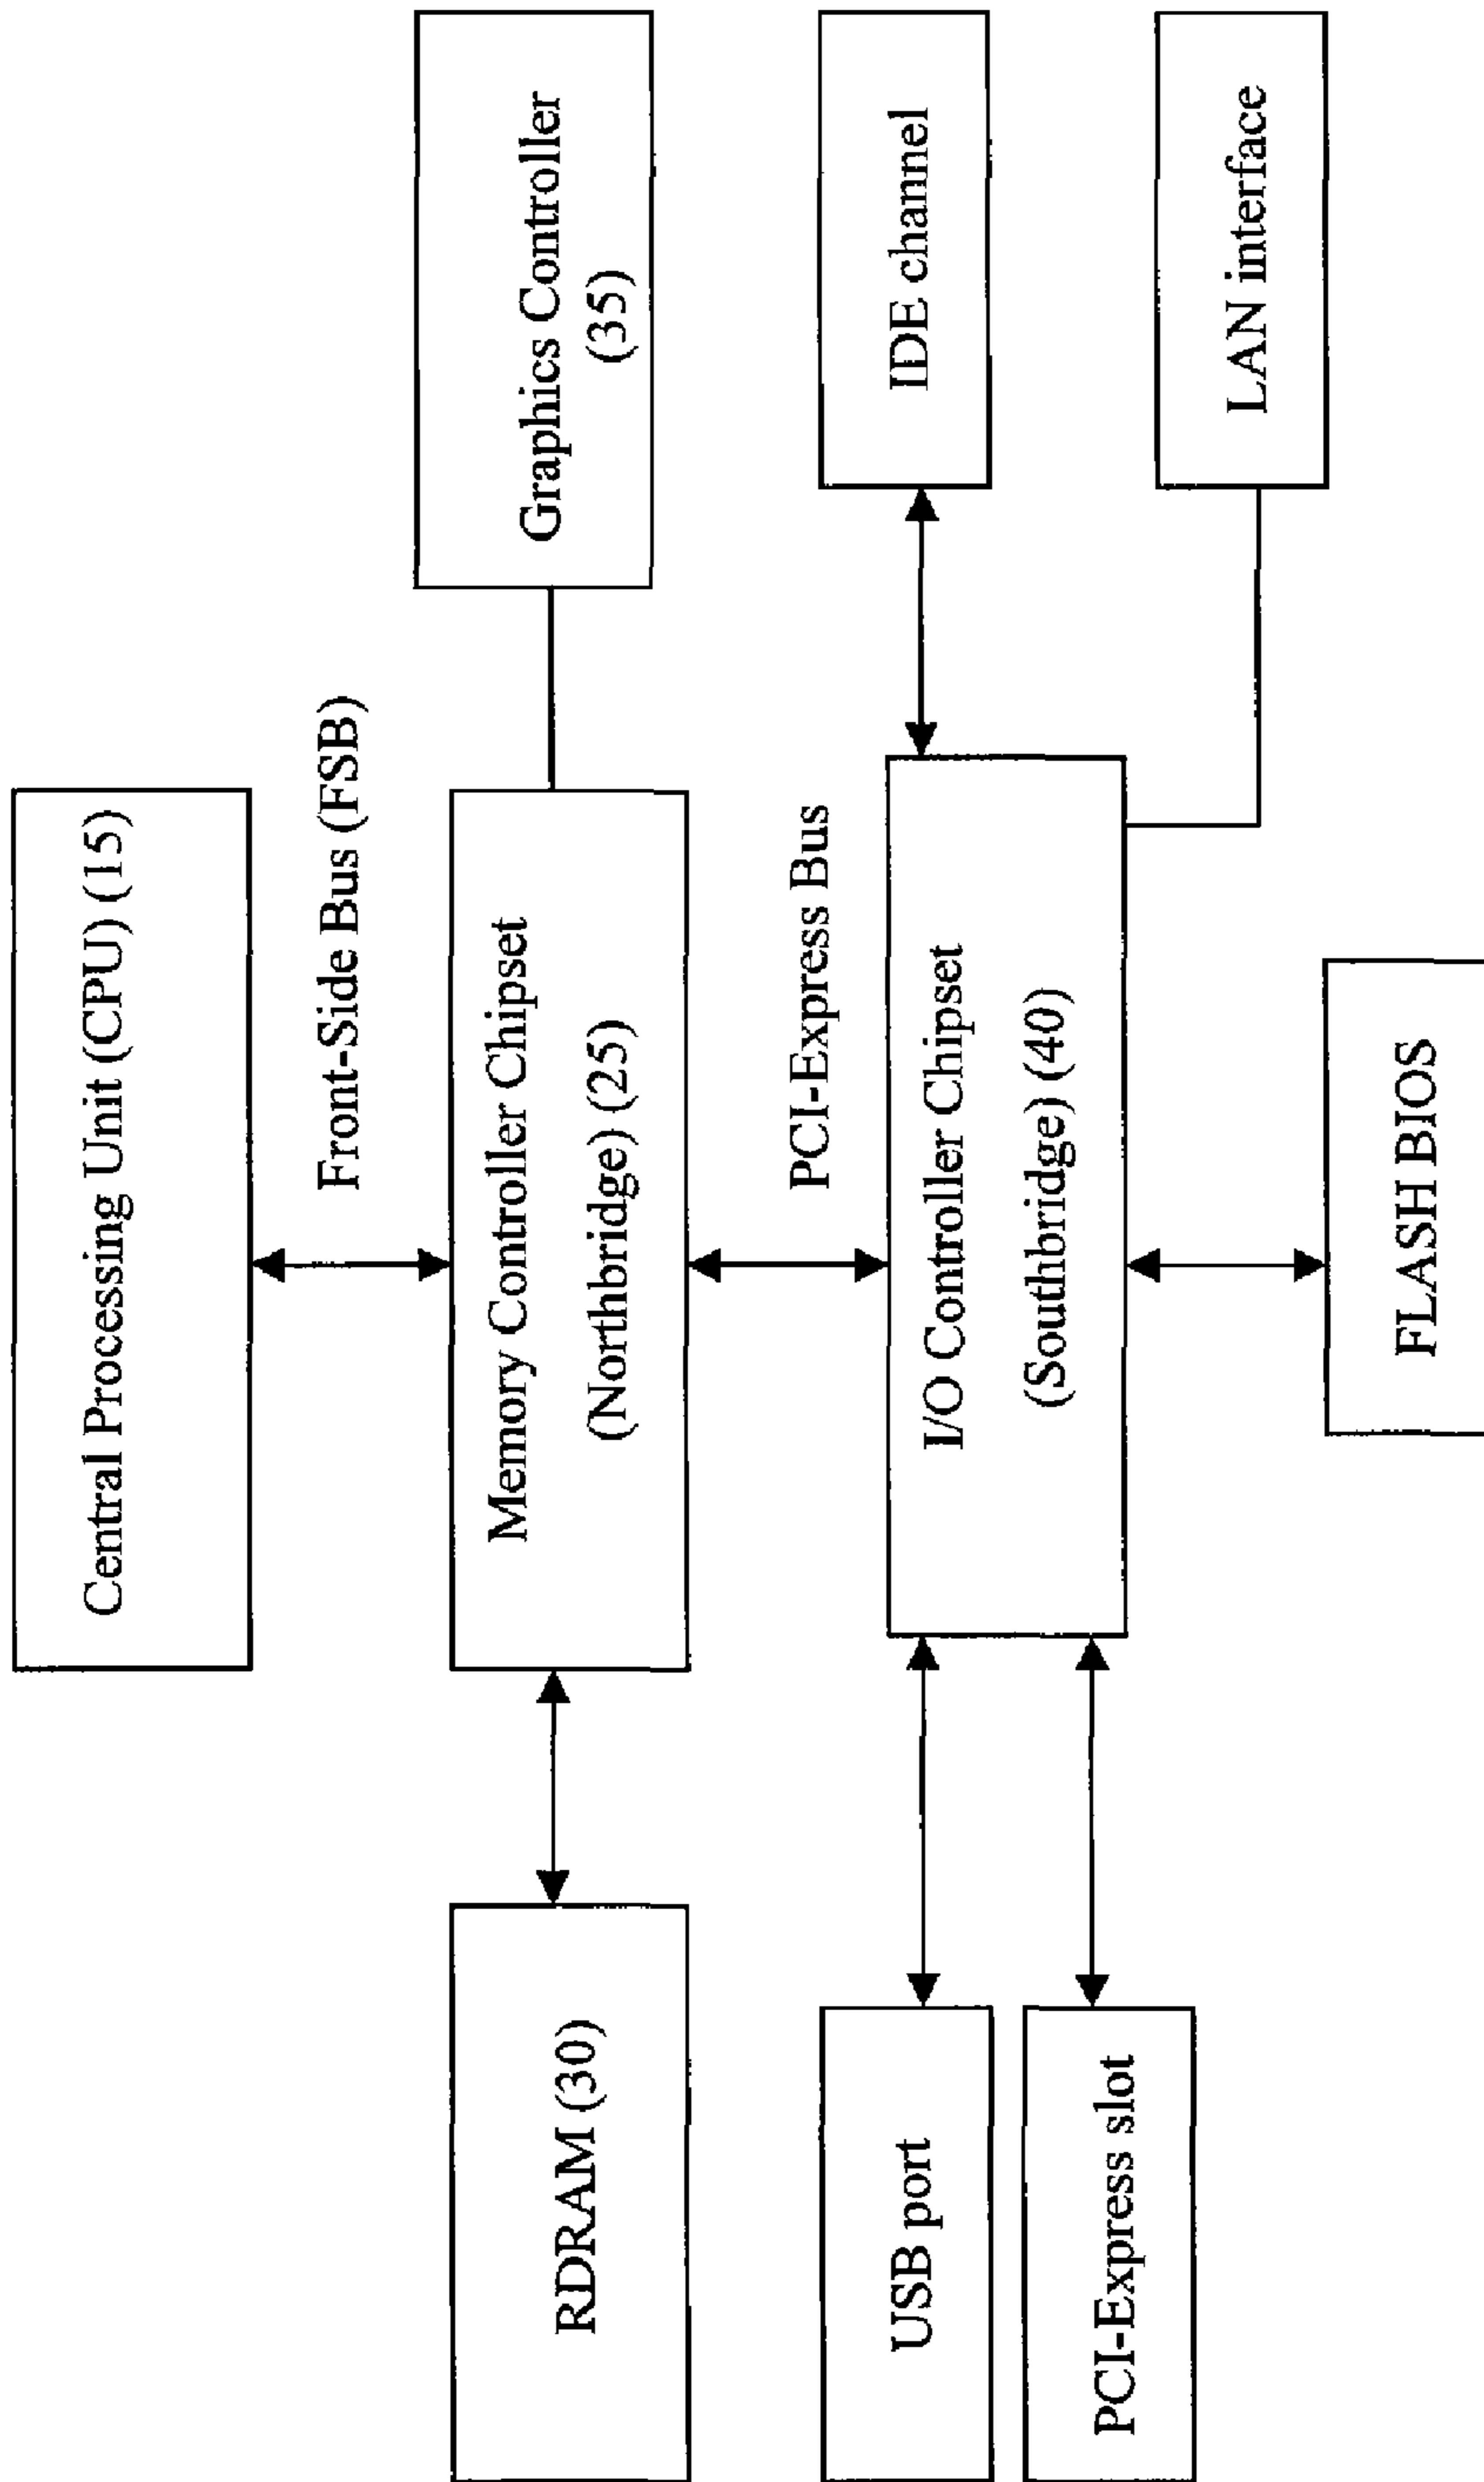 Central Processing Unit (CPU) (15)
Front-Side Bus (FSB)
RDRAM (30)
Memory Controller Chipset
(Northbridge) (25)
Graphics Controller
(35)
PCI-Express Bus
USB port
PCI-Express slot
I/O Controller Chipset
(Southbridge) (40)
IDE channel
LAN interface
FLASH BIOS